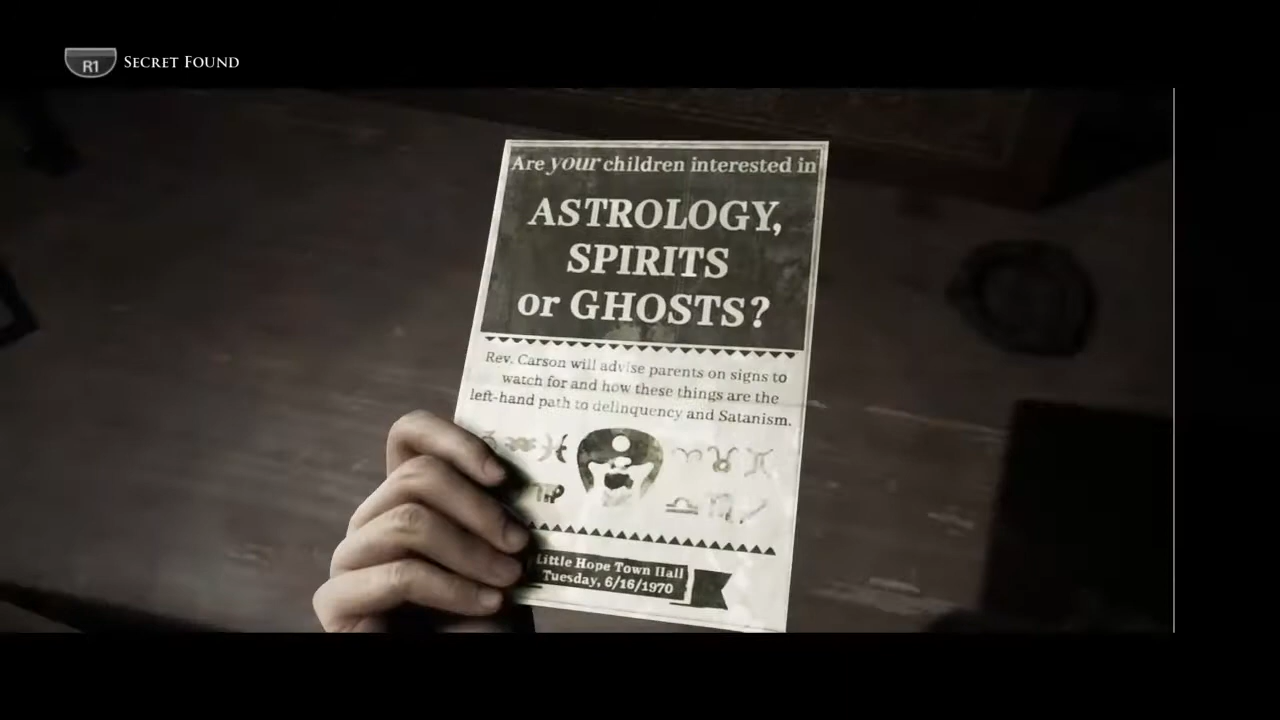 R1 SECRET FOUND
Are your children interested in
ASTROLOGY,
SPIRITS
or GHOSTS?
Rev. Carson will advise parents on signs to
watch for and how these things are the
left-hand path to delinquency and Satanism.
Little Hope Town Hall
Tuesday, 6/16/1970